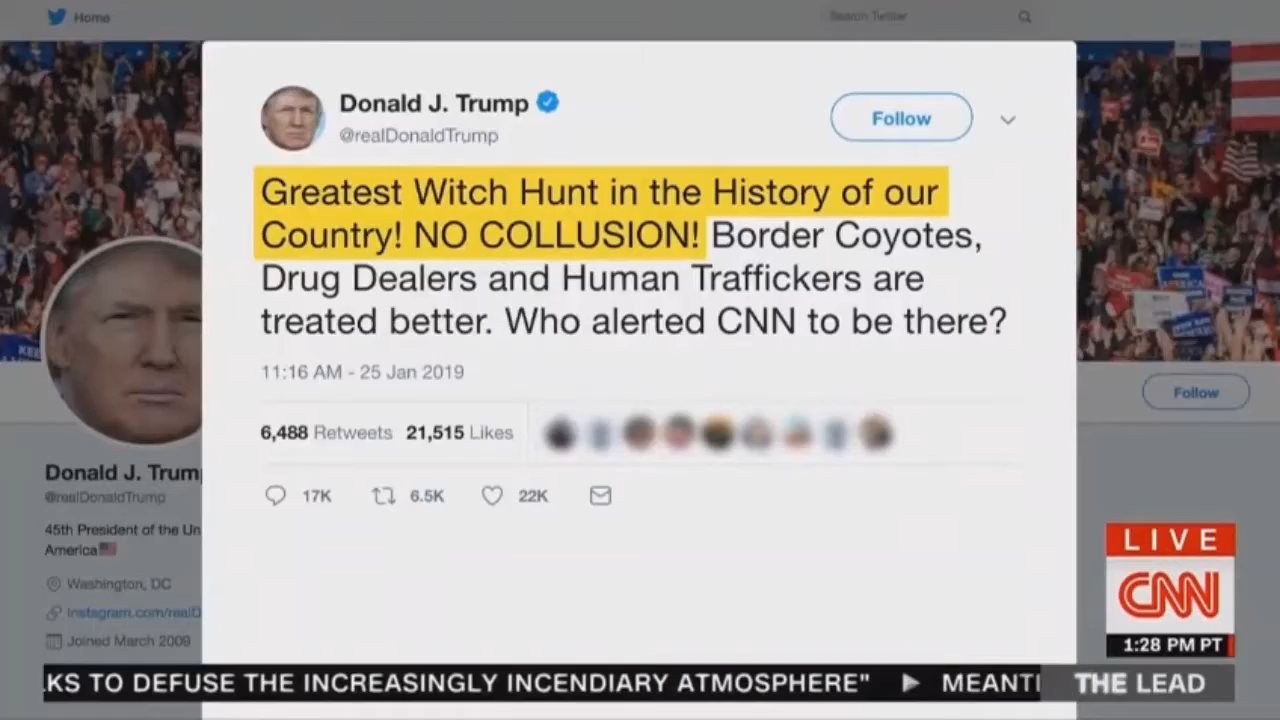 Home
Search Twitter
Donald J. Trump
@realDonaldTrump
Follow
Greatest Witch Hunt in the History of our
Country! NO COLLUSION! Border Coyotes,
Drug Dealers and Human Traffickers are
treated better. Who alerted CNN to be there?
11:16 AM - 25 Jan 2019
6,488 Retweets 21,515 Likes
17K 6.5K 22K
Follow
Donald J. Trum
@realDonaldTrump
45th President of the Un
America
Washington, DC
Instagram.com/realD
Joined March 2009
LIVE
CNN
1:28 PM PT
KS TO DEFUSE THE INCREASINGLY INCENDIARY ATMOSPHERE" ▶ MEANTI
THE LEAD